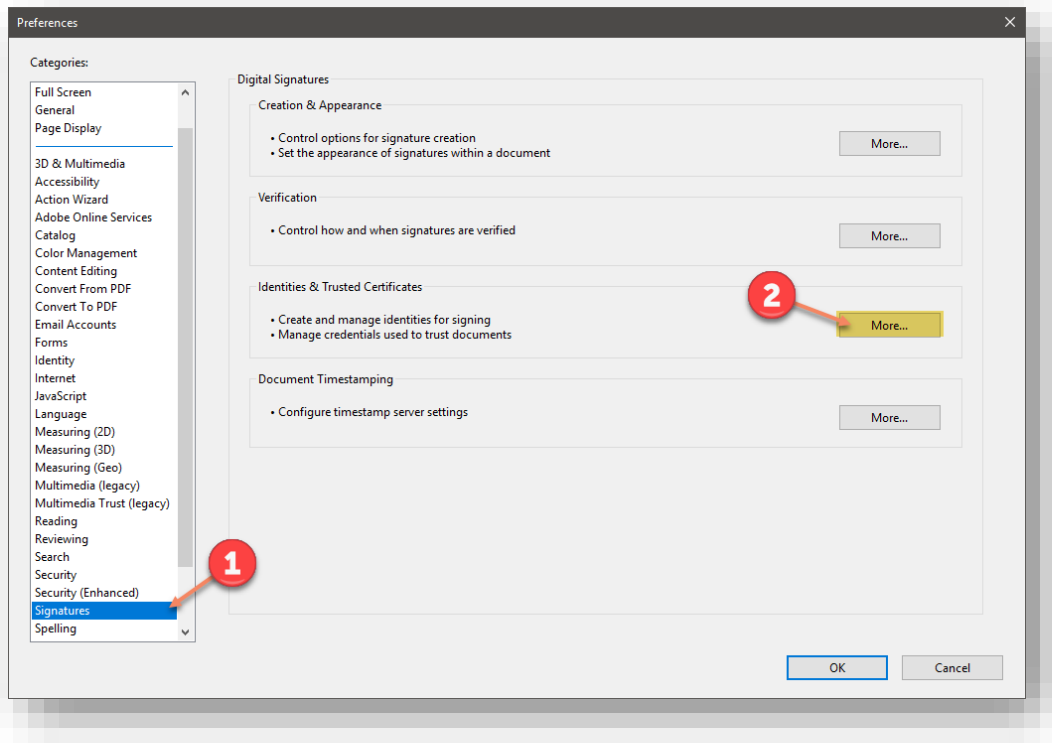 Preferences
Categories:
Full Screen
General
Page Display
3D & Multimedia
Accessibility
Action Wizard
Adobe Online Services
Catalog
Color Management
Content Editing
Convert From PDF
Convert To PDF
Email Accounts
Forms
Identity
Internet
JavaScript
Language
Measuring (2D)
Measuring (3D)
Measuring (Geo)
Multimedia (legacy)
Multimedia Trust (legacy)
Reading
Reviewing
Search
Security
Security (Enhanced)
Signatures
Spelling
1
Digital Signatures
Creation & Appearance
• Control options for signature creation
• Set the appearance of signatures within a document
More...
Verification
• Control how and when signatures are verified
More...
Identities & Trusted Certificates
• Create and manage identities for signing
• Manage credentials used to trust documents
2
More...
Document Timestamping
• Configure timestamp server settings
More...
OK
Cancel